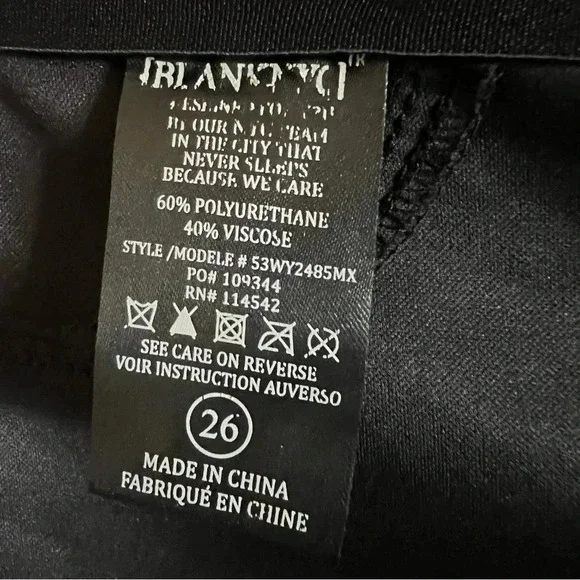 [BLANKNYC]
BY OUR NYC TEAM
IN THE CITY THAT
NEVER SLEEPS
BECAUSE WE CARE
60% POLYURETHANE
40% VISCOSE
STYLE /MODELE # 53WY2485MX
PO# 109344
RN# 114542
SEE CARE ON REVERSE
VOIR INSTRUCTION AUVERSO
26
MADE IN CHINA
FABRIQUÉ EN CHINE